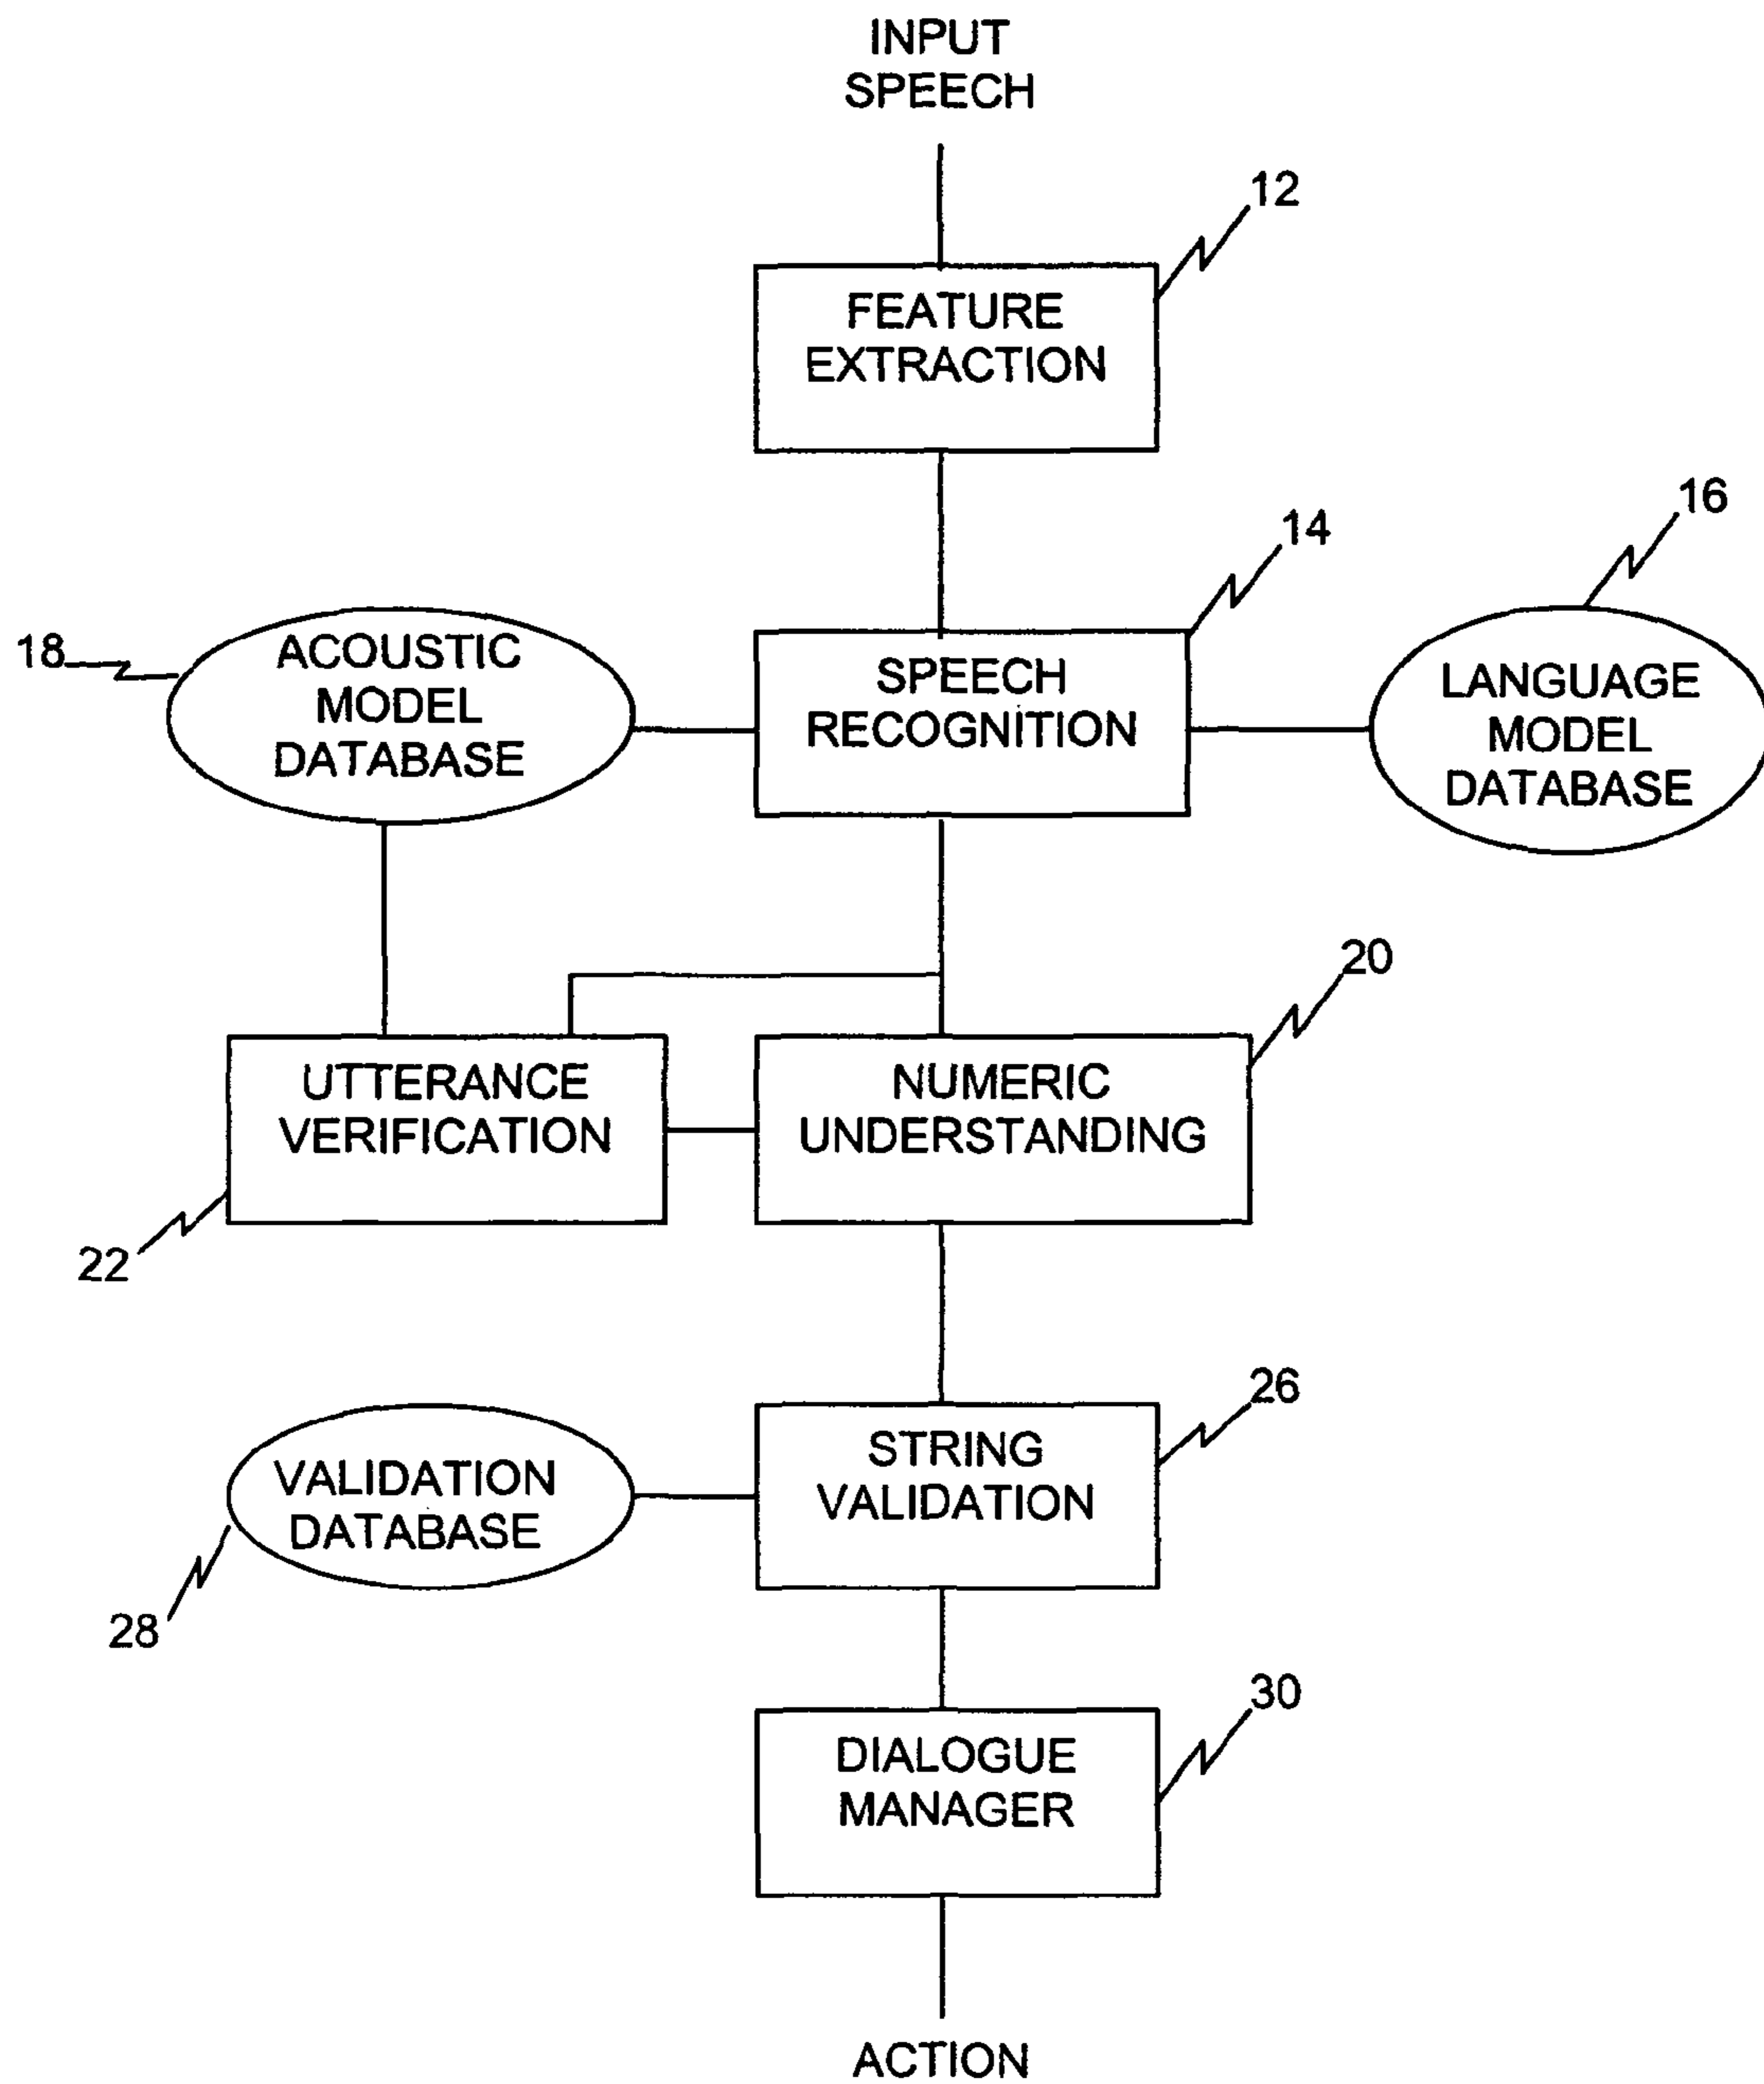 INPUT
SPEECH
12
FEATURE
EXTRACTION
16
14
18
ACOUSTIC
MODEL
DATABASE
SPEECH
RECOGNITION
LANGUAGE
MODEL
DATABASE
20
UTTERANCE
VERIFICATION
NUMERIC
UNDERSTANDING
22
26
STRING
VALIDATION
VALIDATION
DATABASE
28
30
DIALOGUE
MANAGER
ACTION